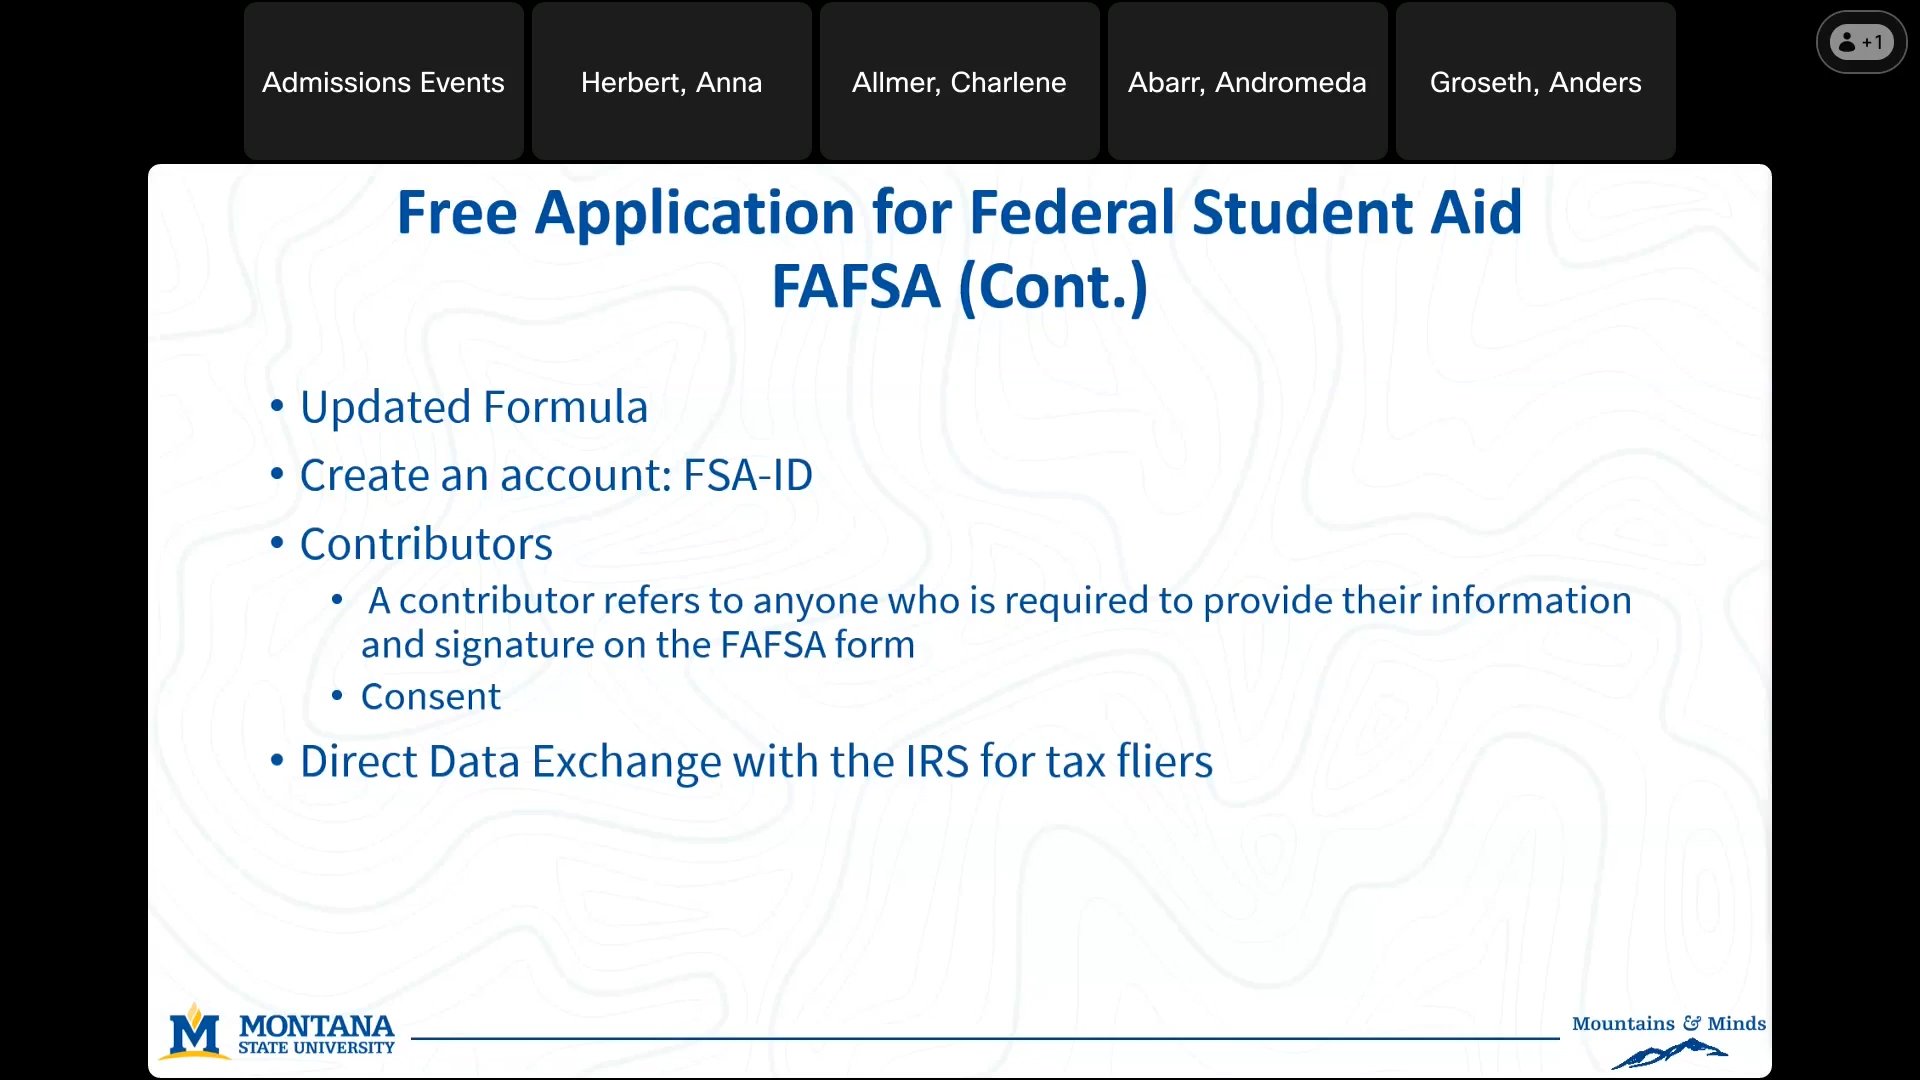 Admissions Events
Herbert, Anna
Allmer, Charlene
Abarr, Andromeda
Groseth, Anders
+1
Free Application for Federal Student Aid
FAFSA (Cont.)
• Updated Formula
• Create an account: FSA-ID
• Contributors
• A contributor refers to anyone who is required to provide their information
and signature on the FAFSA form
• Consent
• Direct Data Exchange with the IRS for tax fliers
M
MONTANA
STATE UNIVERSITY
Mountains & Minds